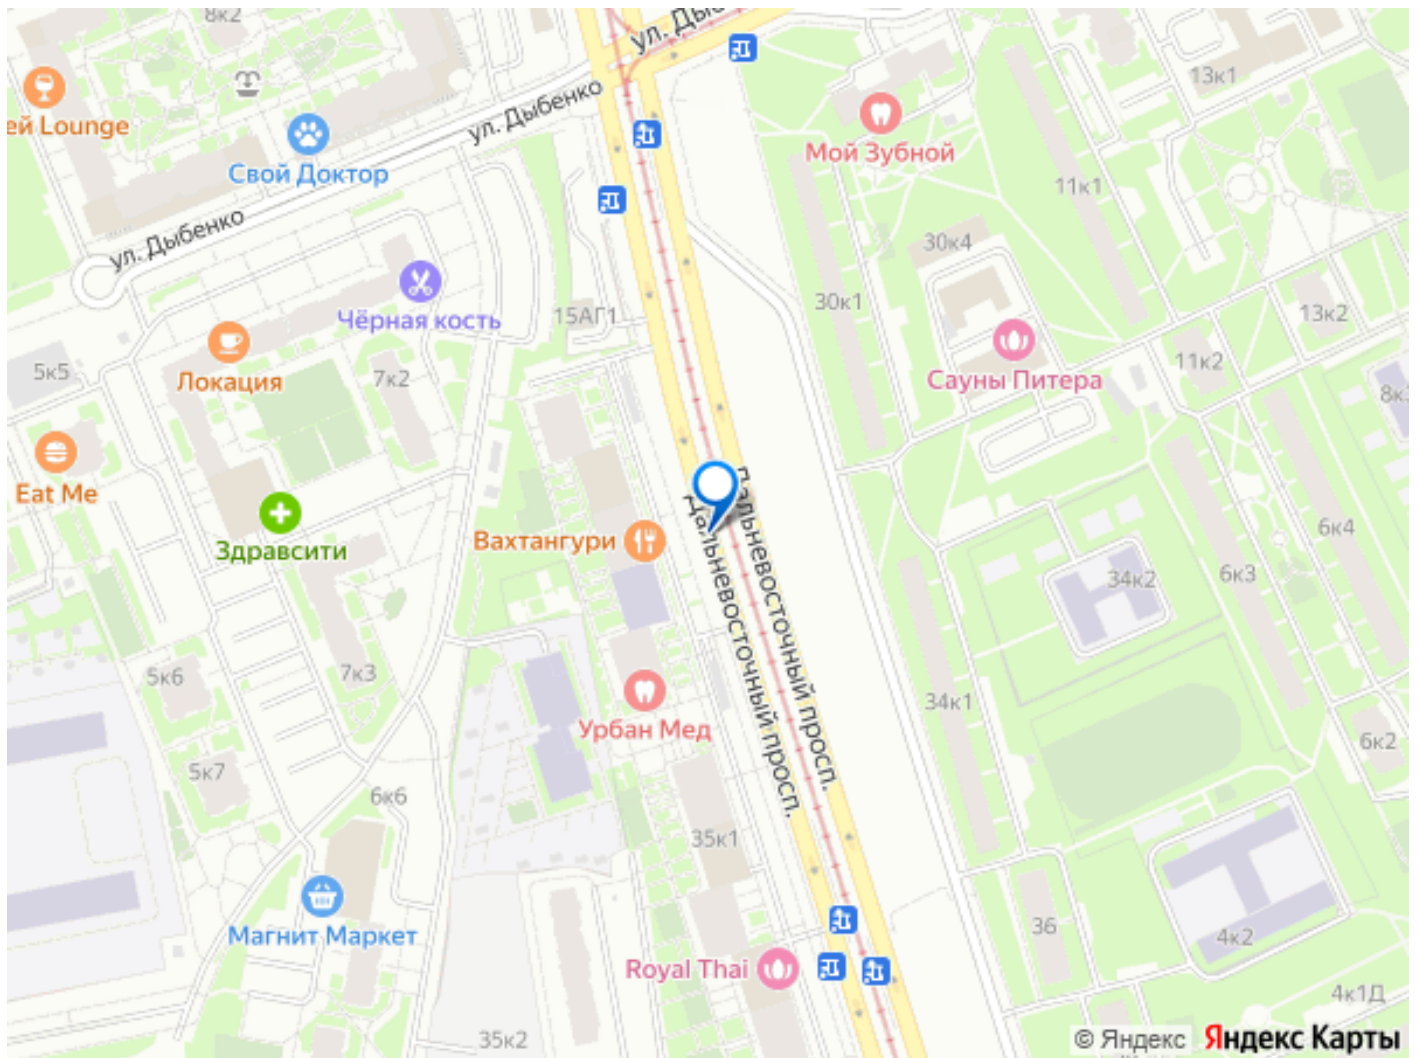 8к2
ул. Дыбенко
13к1
ей Lounge
ул. Дыбенко
Свой Доктор
Мой Зубной
11к1
ул. Дыбенко
30к4
30к1
15АГ1
Чёрная кость
13к2
5к5
Локация
7к2
11к2
Сауны Питера
8к3
Eat Me
Вахтангури
Здравсити
Дальневосточный просп.
Дальневосточный просп.
6к4
34к2
6к3
5к6
7к3
34к1
Урбан Мед
6к2
5к7
6к6
35к1
Магнит Маркет
36
4к2
Royal Thai
4к1Д
35к2
© Яндекс Яндекс Карты